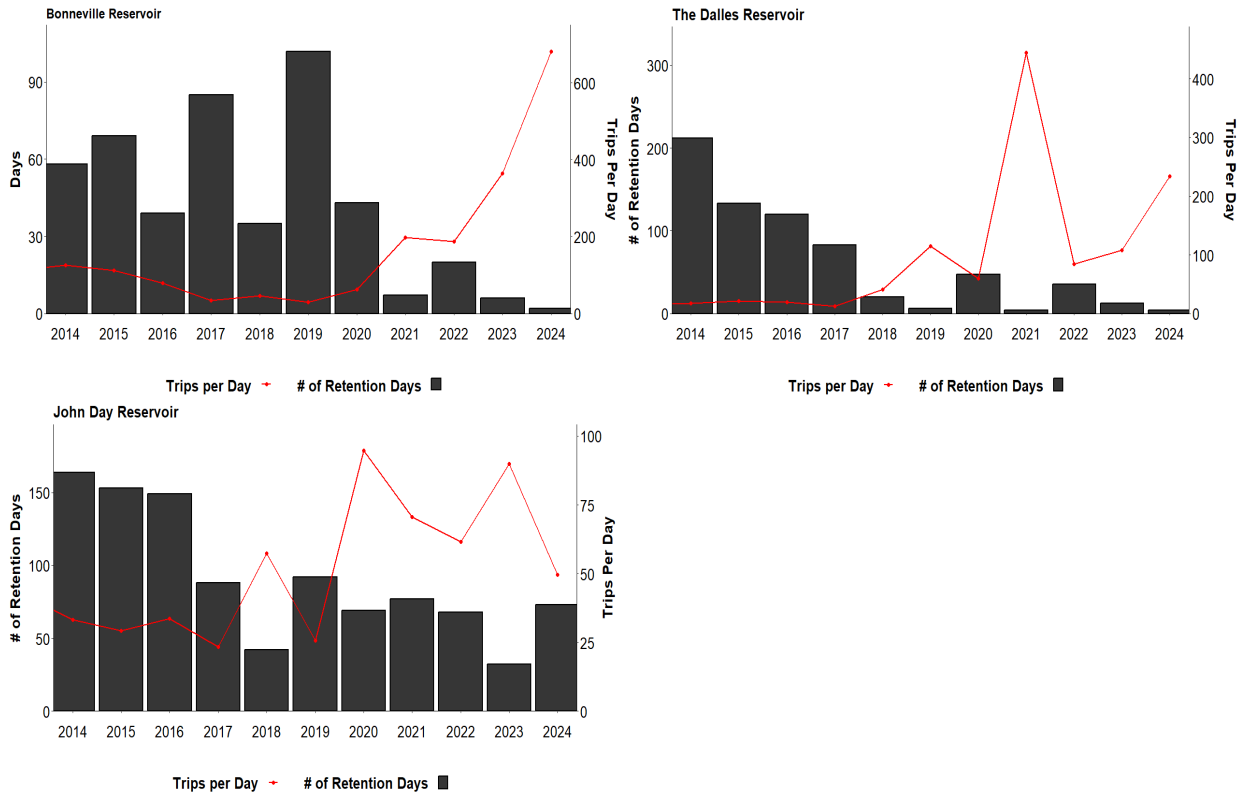 Bonneville Reservoir
Days
90
60
30
0
600
400
200
0
Trips Per Day
2014 2015 2016 2017 2018 2019 2020 2021 2022 2023 2024
Trips per Day # of Retention Days
The Dalles Reservoir
# of Retention Days
300
200
100
0
400
300
200
100
0
Trips Per Day
2014 2015 2016 2017 2018 2019 2020 2021 2022 2023 2024
Trips per Day # of Retention Days
John Day Reservoir
# of Retention Days
150
100
50
0
100
75
50
25
0
Trips Per Day
2014 2015 2016 2017 2018 2019 2020 2021 2022 2023 2024
Trips per Day # of Retention Days